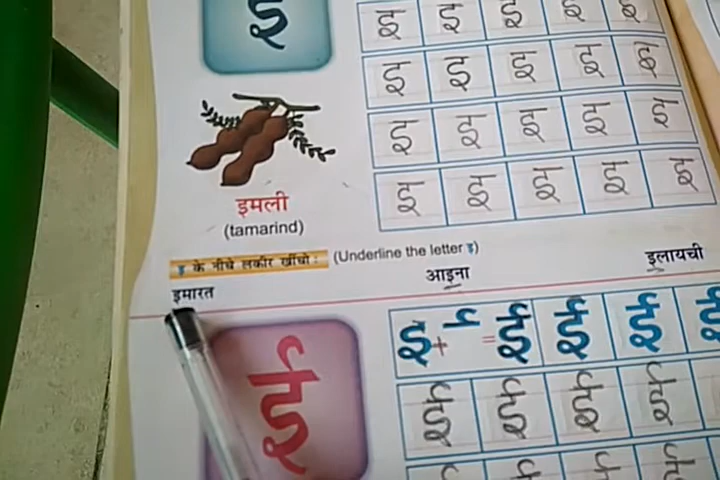 इ इ इ इ इ इ
इ इ इ इ इ
इ इ इ इ इ
इ इ इ इ इ
इमली
(tamarind)
इ के नीचे लकीर खींचो : (Underline the letter इ)
इमारत आइना इलायची
इ + र्‍ = ई ई ई ई
ई
ई ई ई ई